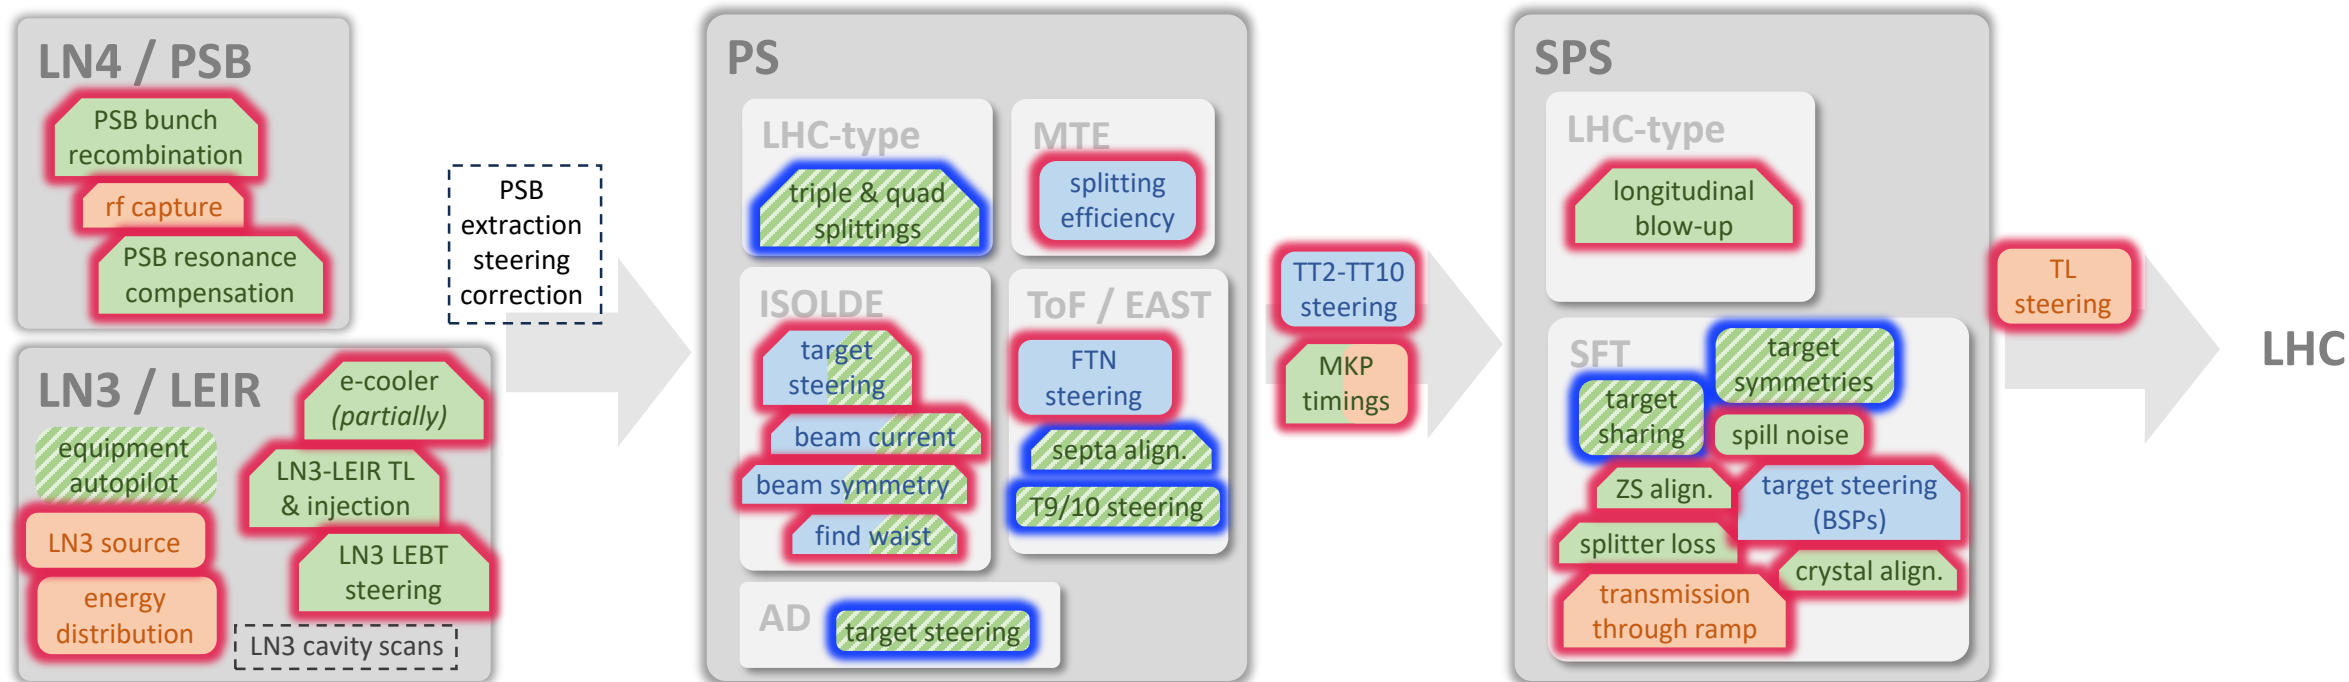 LN4 / PSB
PSB bunch
recombination
rf capture
PSB resonance
compensation
LN3 / LEIR
e-cooler
(partially)
equipment
autopilot
LN3-LEIR TL
& injection
LN3 source
LN3 LEBT
steering
energy
distribution
LN3 cavity scans
PSB
extraction
steering
correction
PS
LHC-type
triple & quad
splittings
MTE
splitting
efficiency
ISOLDE
target
steering
beam current
beam symmetry
find waist
ToF / EAST
FTN
steering
septa align.
T9/10 steering
AD
target steering
TT2-TT10
steering
MKP
timings
SPS
LHC-type
longitudinal
blow-up
SFT
target
symmetries
target
sharing
spill noise
ZS align.
target steering
(BSPs)
splitter loss
crystal align.
transmission
through ramp
TL
steering
LHC